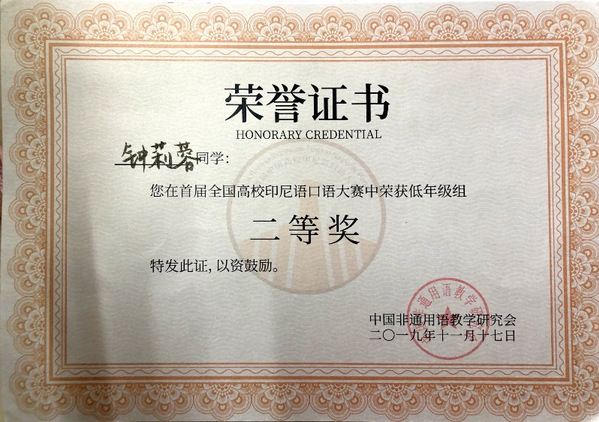 荣誉证书
HONORARY CREDENTIAL
钟莉蓉同学：
您在首届全国高校印尼语口语大赛中荣获低年级组
二等奖
特发此证，以资鼓励。
中国非通用语教学研究会
二〇一九年十一月十七日